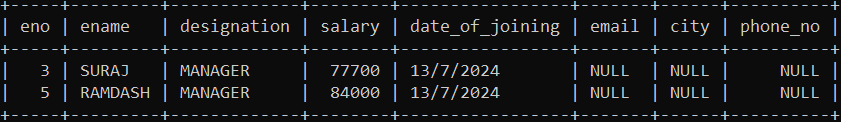 +-----+---------+-------------+--------+-----------------+-------+------+----------+
| eno | ename   | designation | salary | date_of_joining | email | city | phone_no |
+-----+---------+-------------+--------+-----------------+-------+------+----------+
|   3 | SURAJ   | MANAGER     |  77700 | 13/7/2024       | NULL  | NULL |     NULL |
|   5 | RAMDASH | MANAGER     |  84000 | 13/7/2024       | NULL  | NULL |     NULL |
+-----+---------+-------------+--------+-----------------+-------+------+----------+